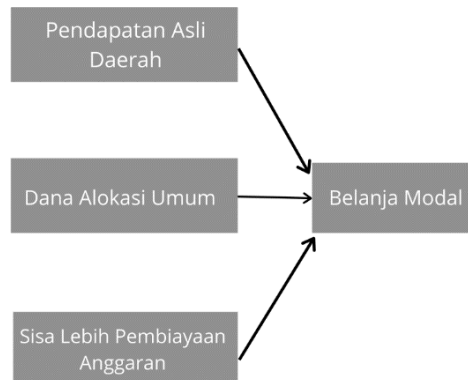 Pendapatan Asli
Daerah
Dana Alokasi Umum
Belanja Modal
Sisa Lebih Pembiayaan
Anggaran